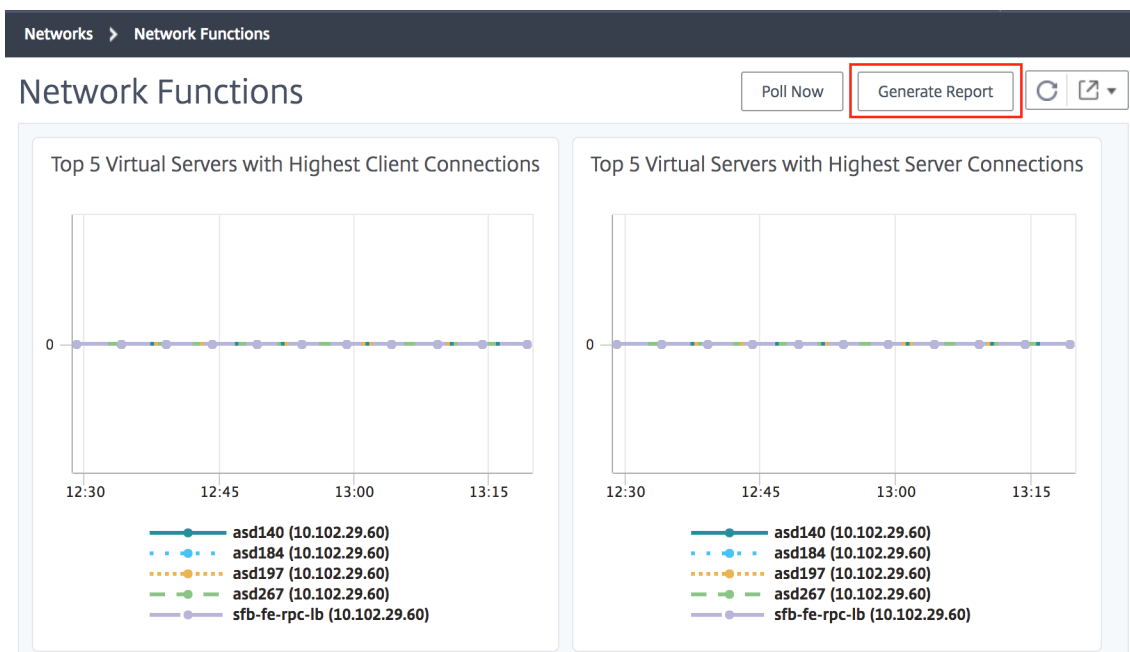 Networks > Network Functions
Network Functions
Poll Now
Generate Report
Top 5 Virtual Servers with Highest Client Connections
0
12:30 12:45 13:00 13:15
asd140 (10.102.29.60)
asd184 (10.102.29.60)
asd197 (10.102.29.60)
asd267 (10.102.29.60)
sfb-fe-rpc-lb (10.102.29.60)
Top 5 Virtual Servers with Highest Server Connections
0
12:30 12:45 13:00 13:15
asd140 (10.102.29.60)
asd184 (10.102.29.60)
asd197 (10.102.29.60)
asd267 (10.102.29.60)
sfb-fe-rpc-lb (10.102.29.60)